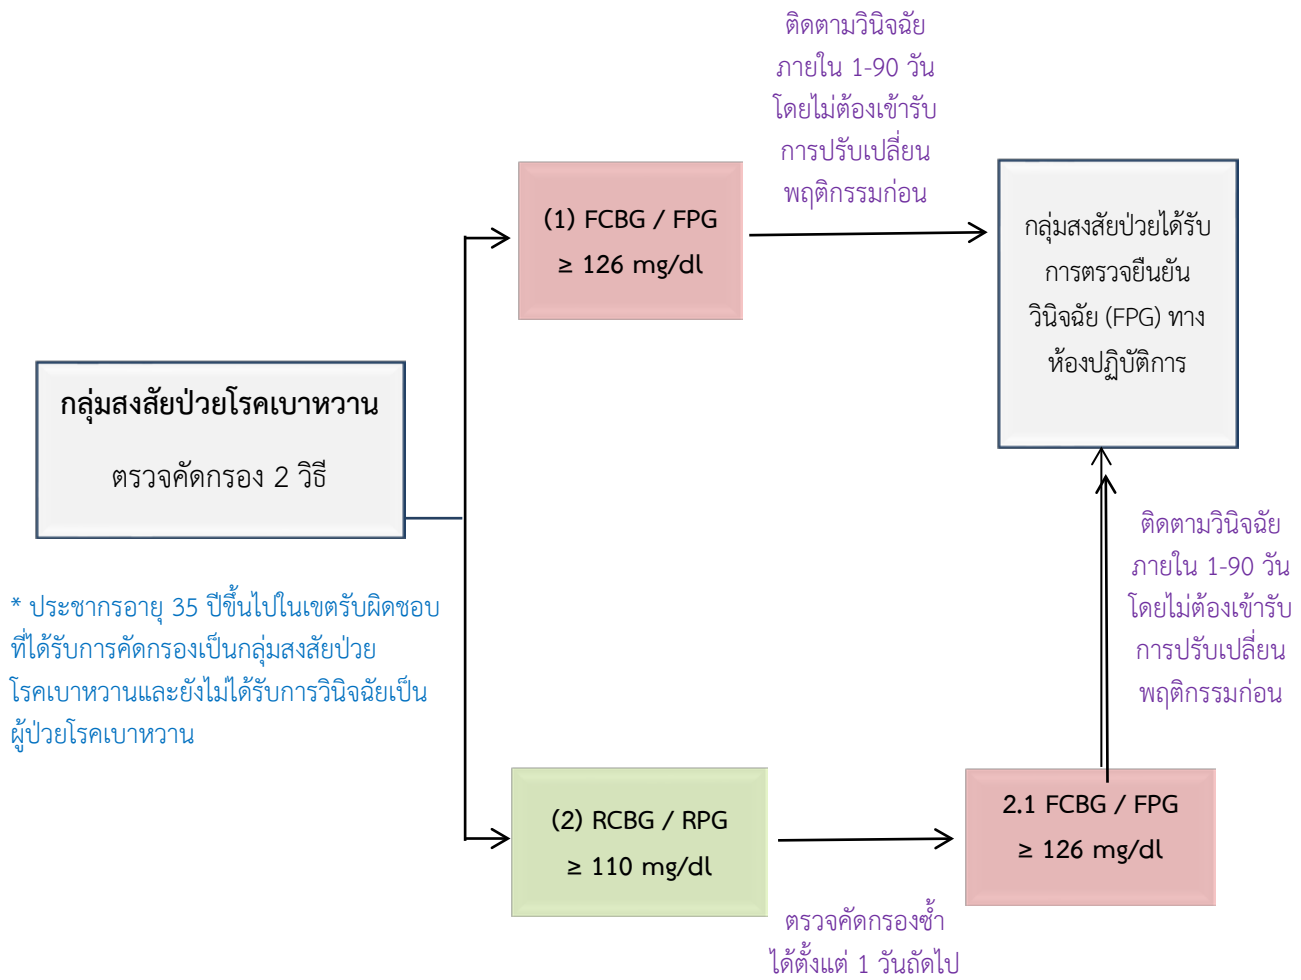 ติดตามวินิจฉัย
ภายใน 1-90 วัน
โดยไม่ต้องเข้ารับ
การปรับเปลี่ยน
พฤติกรรมก่อน
(1) FCBG / FPG
≥ 126 mg/dl
กลุ่มสงสัยป่วยได้รับ
การตรวจยืนยัน
วินิจฉัย (FPG) ทาง
ห้องปฏิบัติการ
กลุ่มสงสัยป่วยโรคเบาหวาน
ตรวจคัดกรอง 2 วิธี
* ประชากรอายุ 35 ปีขึ้นไปในเขตรับผิดชอบ
ที่ได้รับการคัดกรองเป็นกลุ่มสงสัยป่วย
โรคเบาหวานและยังไม่ได้รับการวินิจฉัยเป็น
ผู้ป่วยโรคเบาหวาน
ติดตามวินิจฉัย
ภายใน 1-90 วัน
โดยไม่ต้องเข้ารับ
การปรับเปลี่ยน
พฤติกรรมก่อน
(2) RCBG / RPG
≥ 110 mg/dl
2.1 FCBG / FPG
≥ 126 mg/dl
ตรวจคัดกรองซ้ำ
ได้ตั้งแต่ 1 วันถัดไป